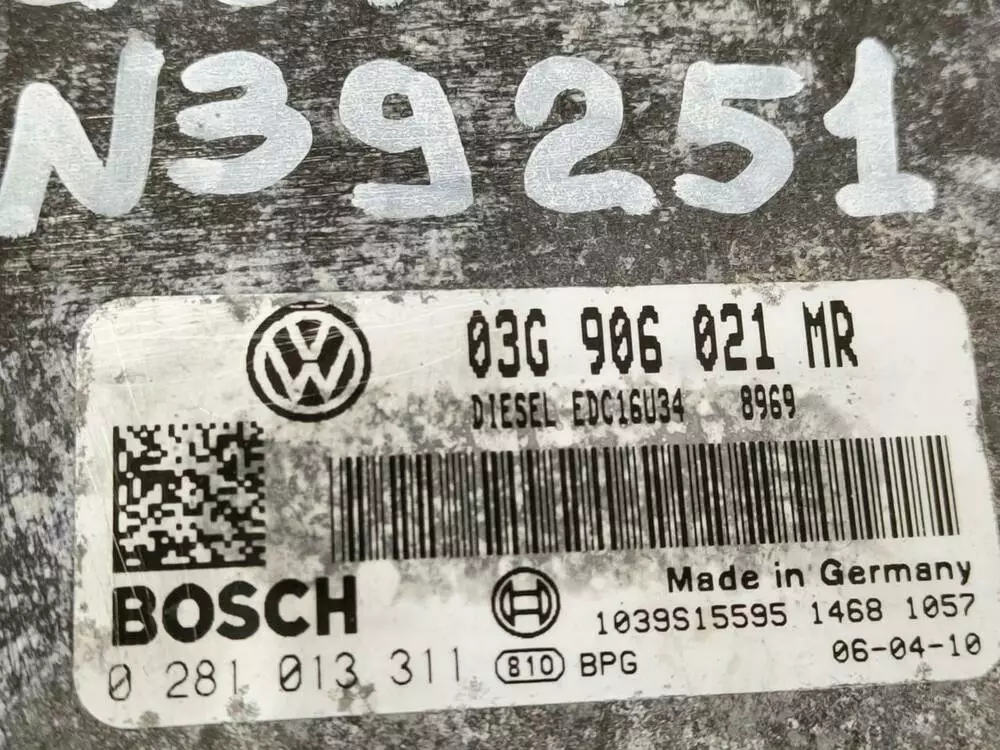 N39251
03G 906 021 MR
DIESEL EDC16U34 8969
BOSCH
Made in Germany
1039S15595 1468 1057
0 281 013 311 810 BPG
06-04-10